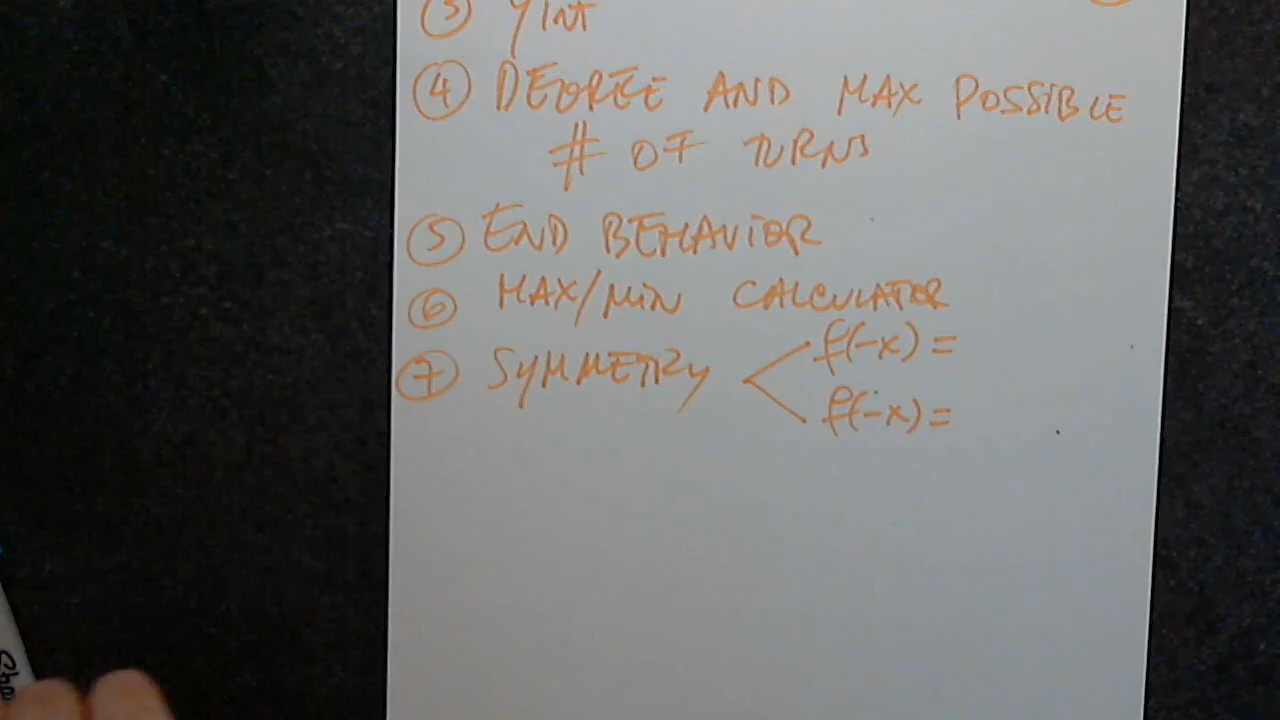 ③ Y INT
④ DEGREE AND MAX POSSIBLE
# OF TURNS
⑤ END BEHAVIOR
⑥ MAX/MIN CALCULATOR
⑦ SYMMETRY f(-x) =
f(-x) =